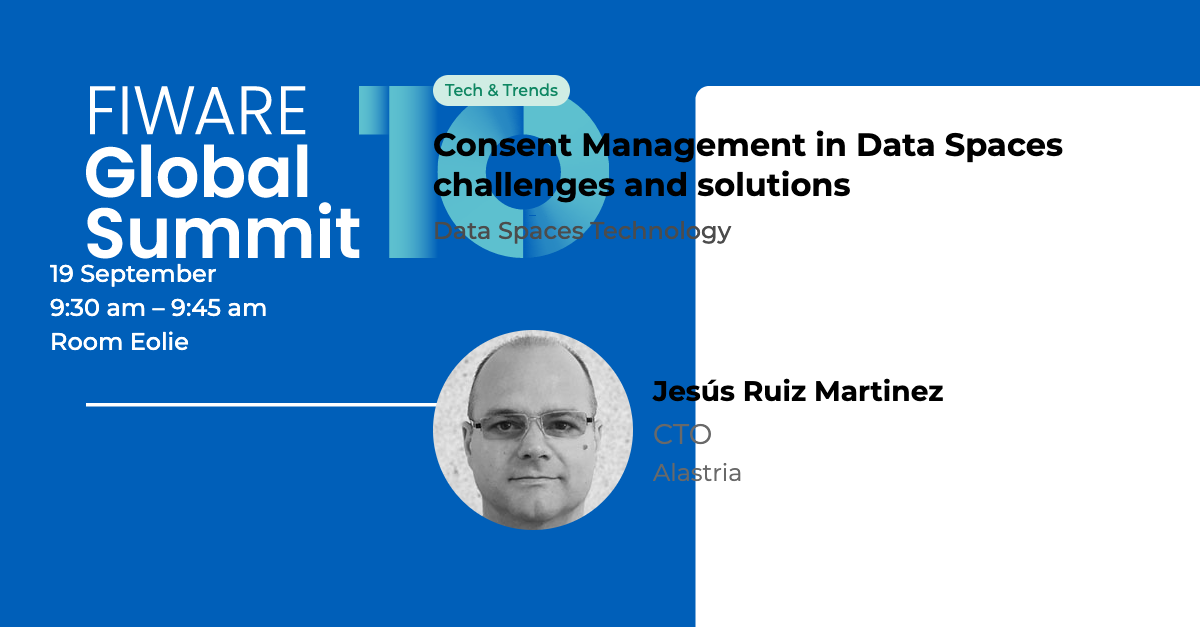 FIWARE
Global
Summit
10
19 September
9:30 am – 9:45 am
Room Eolie
Tech & Trends
Consent Management in Data Spaces
challenges and solutions
Data Spaces Technology
Jesús Ruiz Martinez
CTO
Alastria